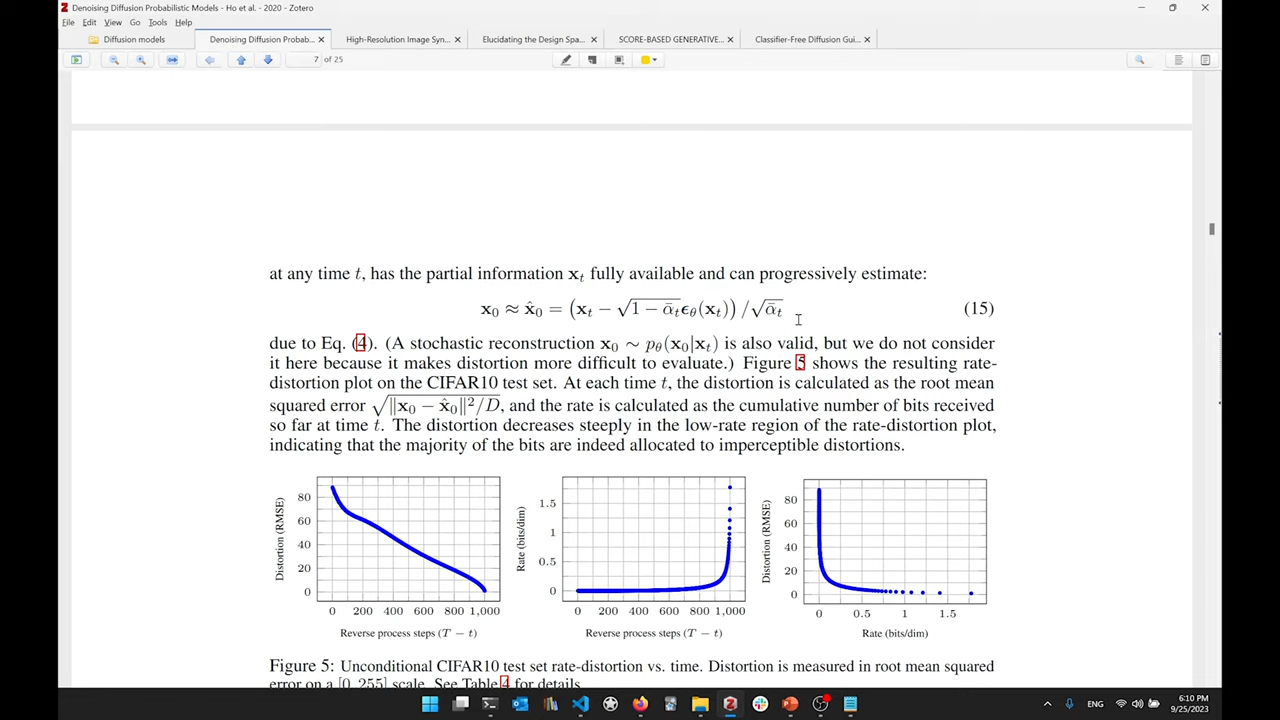 Denoising Diffusion Probabilistic Models - Ho et al. - 2020 - Zotero
File Edit View Go Tools Help
Diffusion models
Denoising Diffusion Probab...
High-Resolution Image Syn...
Elucidating the Design Spa...
SCORE-BASED GENERATIVE...
Classifier-Free Diffusion Gui...
7 of 25
at any time t, has the partial information x_t fully available and can progressively estimate:
x_0 ≈ x̂_0 = (x_t − √(1 − ᾱ_t) ε_θ(x_t)) / √ᾱ_t (15)
due to Eq. (4). (A stochastic reconstruction x_0 ∼ p_θ(x_0|x_t) is also valid, but we do not consider
it here because it makes distortion more difficult to evaluate.) Figure 5 shows the resulting rate-
distortion plot on the CIFAR10 test set. At each time t, the distortion is calculated as the root mean
squared error √(‖x_0 − x̂_0‖²/D), and the rate is calculated as the cumulative number of bits received
so far at time t. The distortion decreases steeply in the low-rate region of the rate-distortion plot,
indicating that the majority of the bits are indeed allocated to imperceptible distortions.
Distortion (RMSE)
80
60
40
20
0
0 200 400 600 800 1,000
Reverse process steps (T − t)
Rate (bits/dim)
1.5
1
0.5
0
0 200 400 600 800 1,000
Reverse process steps (T − t)
Distortion (RMSE)
80
60
40
20
0
0 0.5 1 1.5
Rate (bits/dim)
Figure 5: Unconditional CIFAR10 test set rate-distortion vs. time. Distortion is measured in root mean squared
error on a [0, 255] scale. See Table 4 for details.
ENG
6:10 PM
9/25/2023